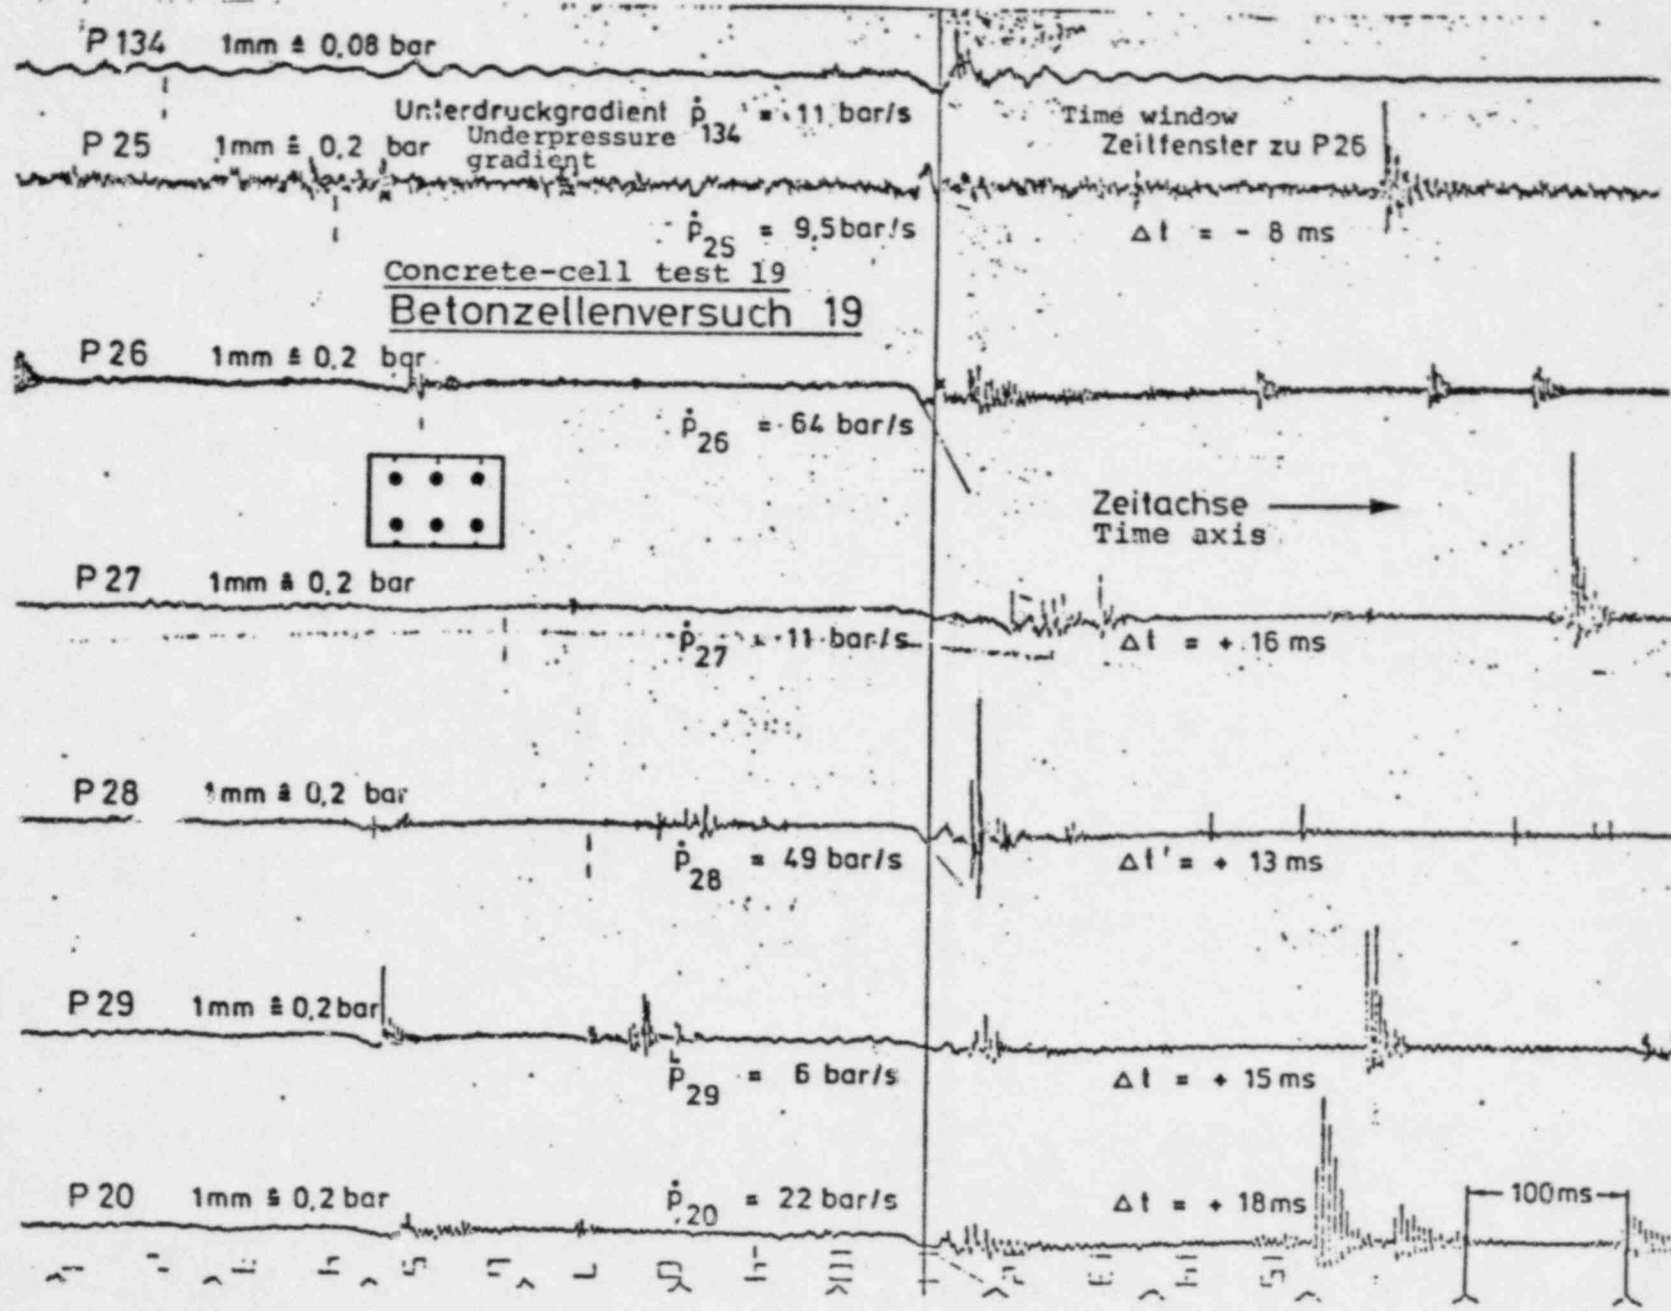 P 134 1mm ≙ 0,08 bar
Unterdruckgradient ṗ134 = 11 bar/s
Underpressure
gradient
Time window
Zeitfenster zu P26
P 25 1mm ≙ 0,2 bar
ṗ25 = 9,5 bar/s
Δt = - 8 ms
Concrete-cell test 19
Betonzellenversuch 19
P 26 1mm ≙ 0,2 bar
ṗ26 = 64 bar/s
Zeitachse
Time axis
P 27 1mm ≙ 0,2 bar
ṗ27 = 11 bar/s
Δt = + 16 ms
P 28 1mm ≙ 0,2 bar
ṗ28 = 49 bar/s
Δt' = + 13 ms
P 29 1mm ≙ 0,2 bar
ṗ29 = 6 bar/s
Δt = + 15 ms
P 20 1mm ≙ 0,2 bar
ṗ20 = 22 bar/s
Δt = + 18 ms
100 ms